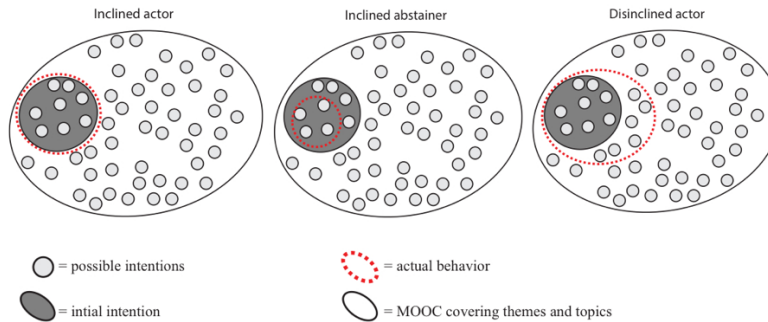 Inclined actor
Inclined abstainer
Disinclined actor
= possible intentions
= actual behavior
= intial intention
= MOOC covering themes and topics